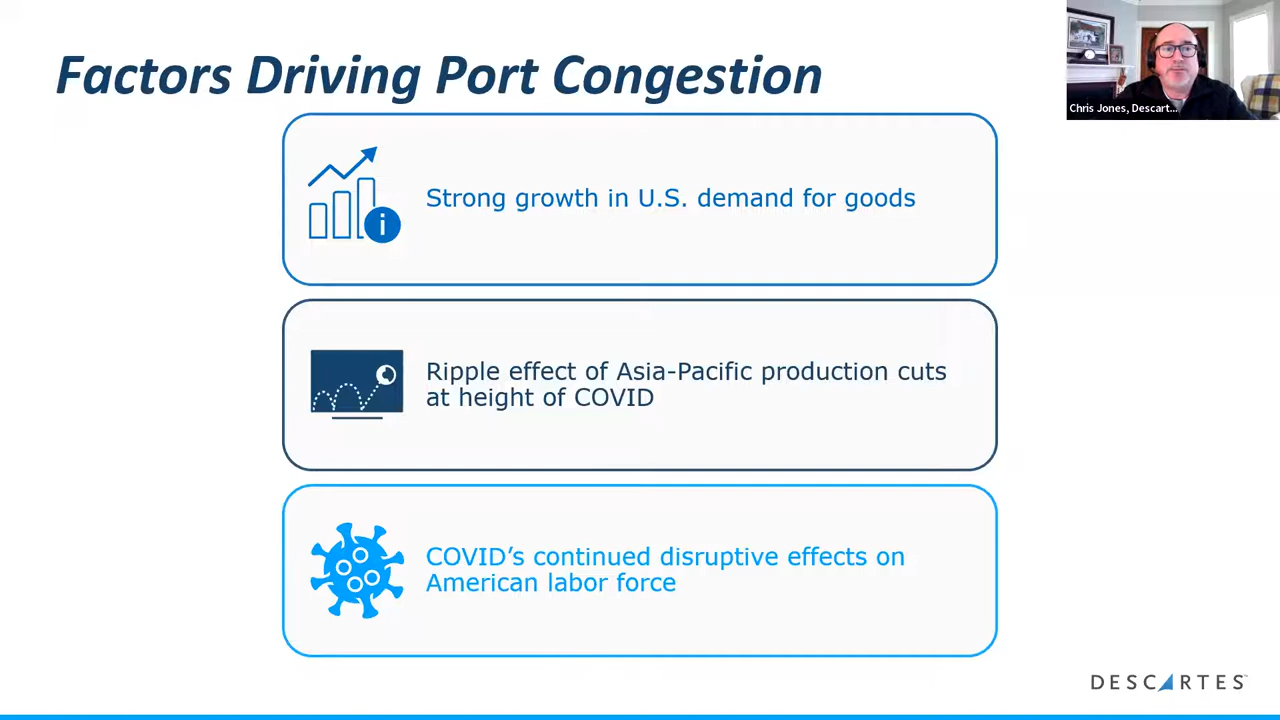 Factors Driving Port Congestion
Chris Jones, Descart...
Strong growth in U.S. demand for goods
Ripple effect of Asia-Pacific production cuts
at height of COVID
COVID’s continued disruptive effects on
American labor force
DESCARTES™